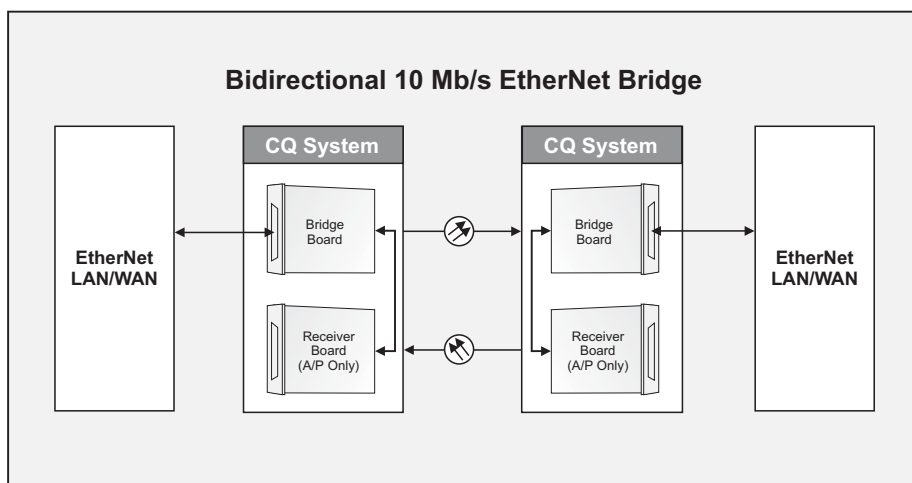 Bidirectional 10 Mb/s EtherNet Bridge
EtherNet
LAN/WAN
CQ System
Bridge
Board
Receiver
Board
(A/P Only)
CQ System
Bridge
Board
Receiver
Board
(A/P Only)
EtherNet
LAN/WAN